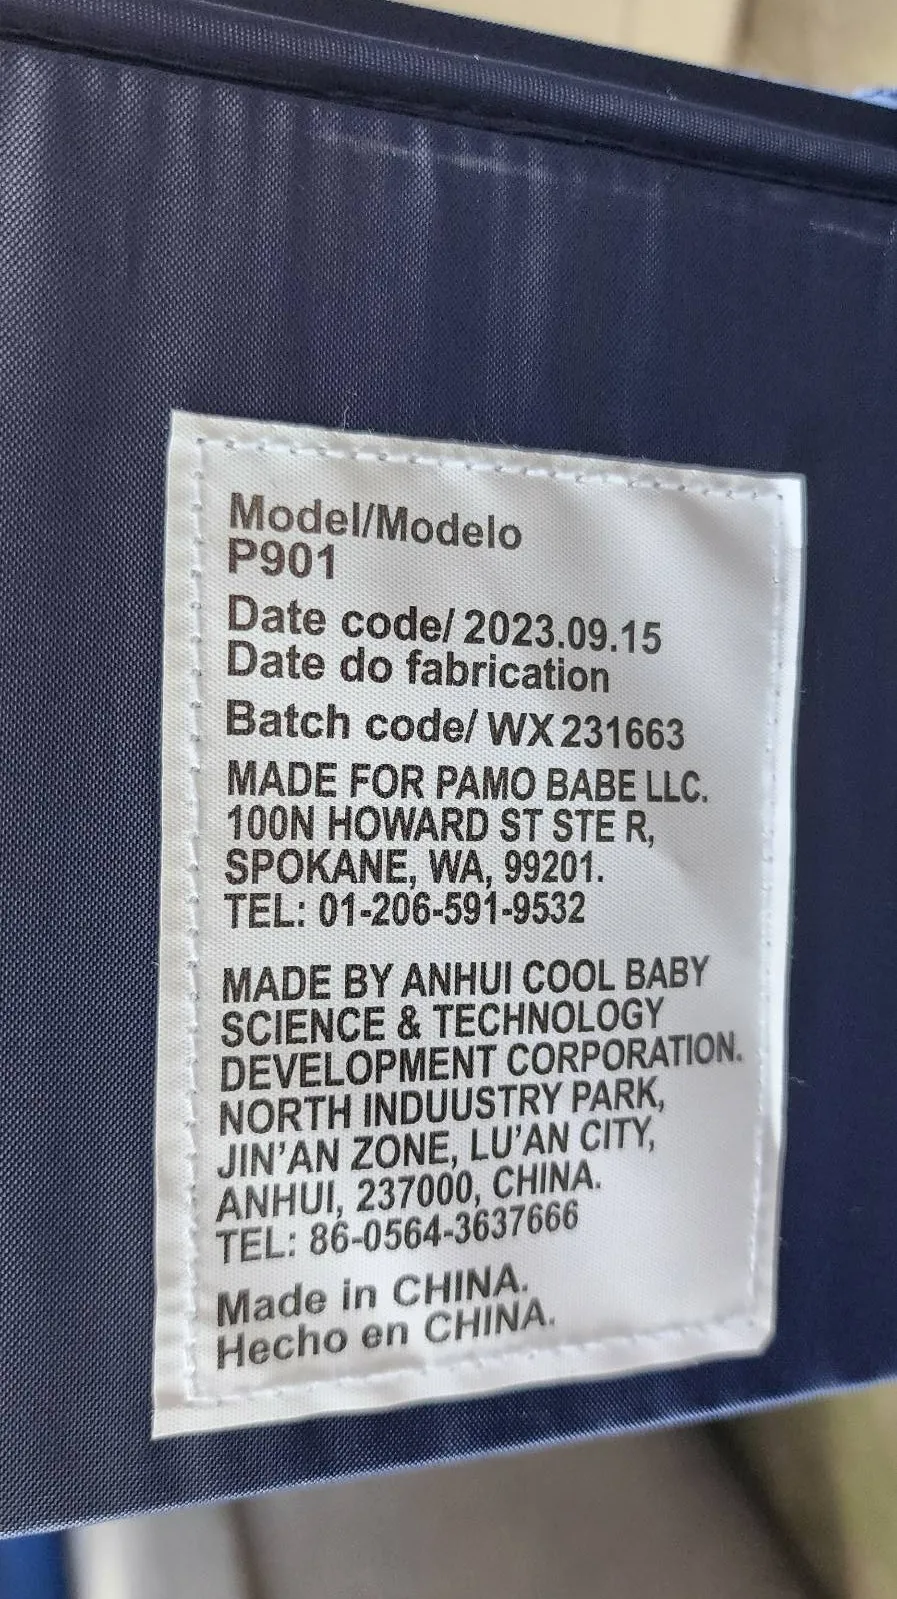 Model/Modelo
P901
Date code/ 2023.09.15
Date do fabrication
Batch code/ WX231663
MADE FOR PAMO BABE LLC.
100N HOWARD ST STE R,
SPOKANE, WA, 99201.
TEL: 01-206-591-9532
MADE BY ANHUI COOL BABY
SCIENCE & TECHNOLOGY
DEVELOPMENT CORPORATION.
NORTH INDUUSTRY PARK,
JIN'AN ZONE, LU'AN CITY,
ANHUI, 237000, CHINA.
TEL: 86-0564-3637666
Made in CHINA.
Hecho en CHINA.